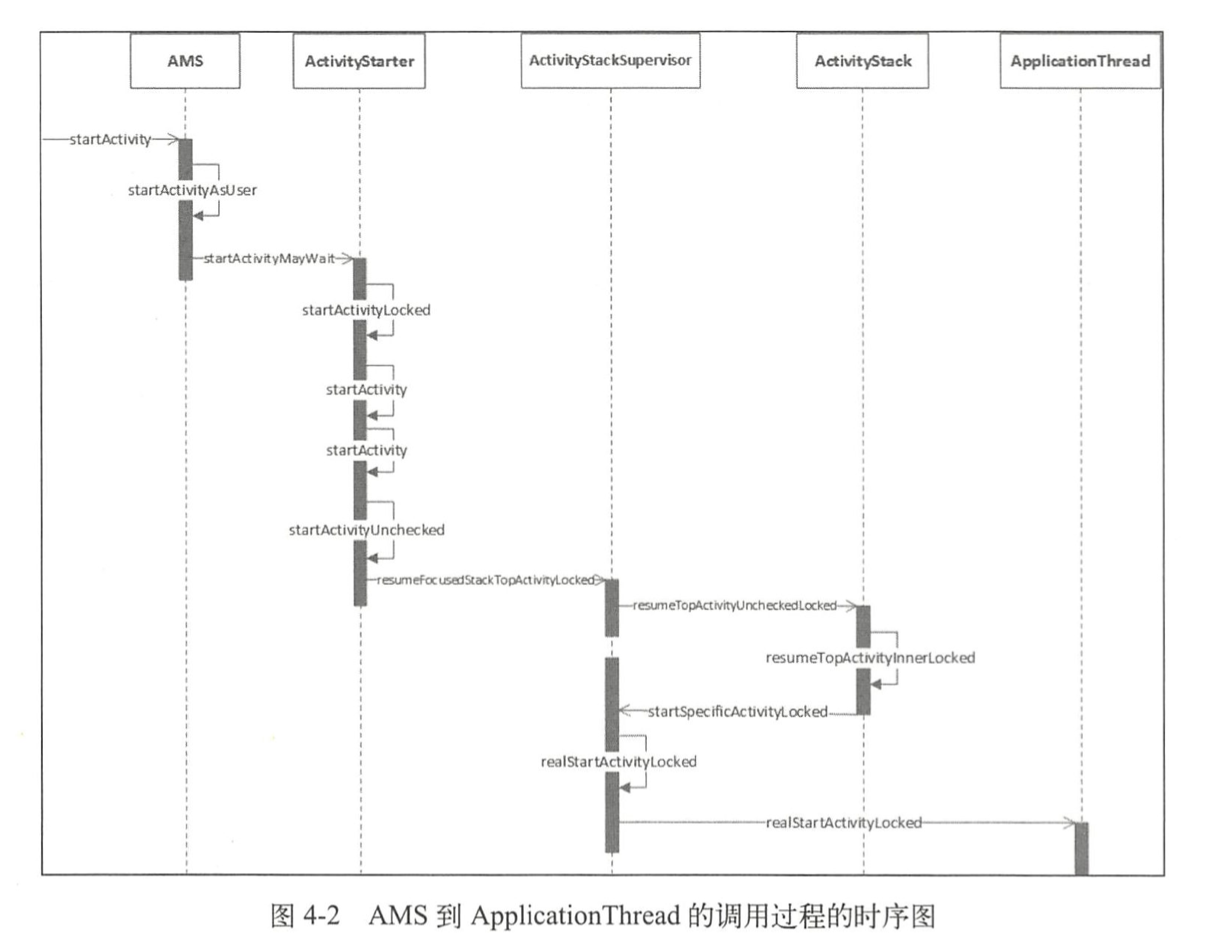 AMS ActivityStarter ActivityStackSupervisor ActivityStack ApplicationThread
startActivity
startActivityAsUser
startActivityMayWait
startActivityLocked
startActivity
startActivity
startActivityUnchecked
resumeFocusedStackTopActivityLocked
resumeTopActivityUncheckedLocked
resumeTopActivityInnerLocked
startSpecificActivityLocked
realStartActivityLocked
realStartActivityLocked
图 4-2 AMS 到 ApplicationThread 的调用过程的时序图